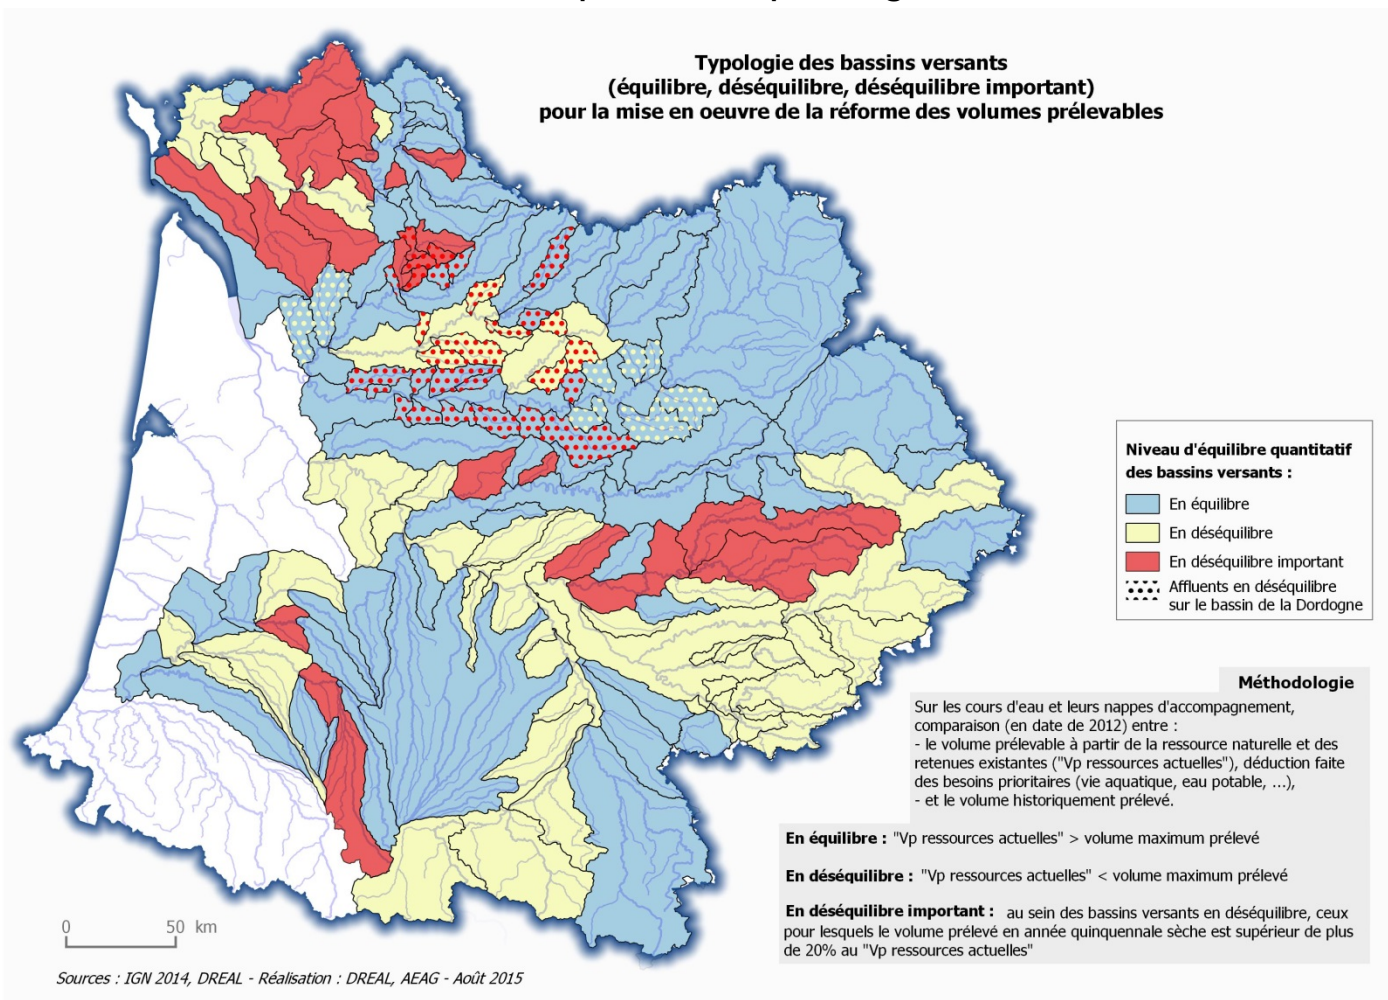 Typologie des bassins versants
(équilibre, déséquilibre, déséquilibre important)
pour la mise en oeuvre de la réforme des volumes prélevables
Niveau d'équilibre quantitatif
des bassins versants :
En équilibre
En déséquilibre
En déséquilibre important
Affluents en déséquilibre
sur le bassin de la Dordogne
Méthodologie
Sur les cours d'eau et leurs nappes d'accompagnement,
comparaison (en date de 2012) entre :
- le volume prélevable à partir de la ressource naturelle et des
retenues existantes ("Vp ressources actuelles"), déduction faite
des besoins prioritaires (vie aquatique, eau potable, ...),
- et le volume historiquement prélevé.
En équilibre : "Vp ressources actuelles" > volume maximum prélevé
En déséquilibre : "Vp ressources actuelles" < volume maximum prélevé
En déséquilibre important : au sein des bassins versants en déséquilibre, ceux
pour lesquels le volume prélevé en année quinquennale sèche est supérieur de plus
de 20% au "Vp ressources actuelles"
0 50 km
Sources : IGN 2014, DREAL - Réalisation : DREAL, AEAG - Août 2015